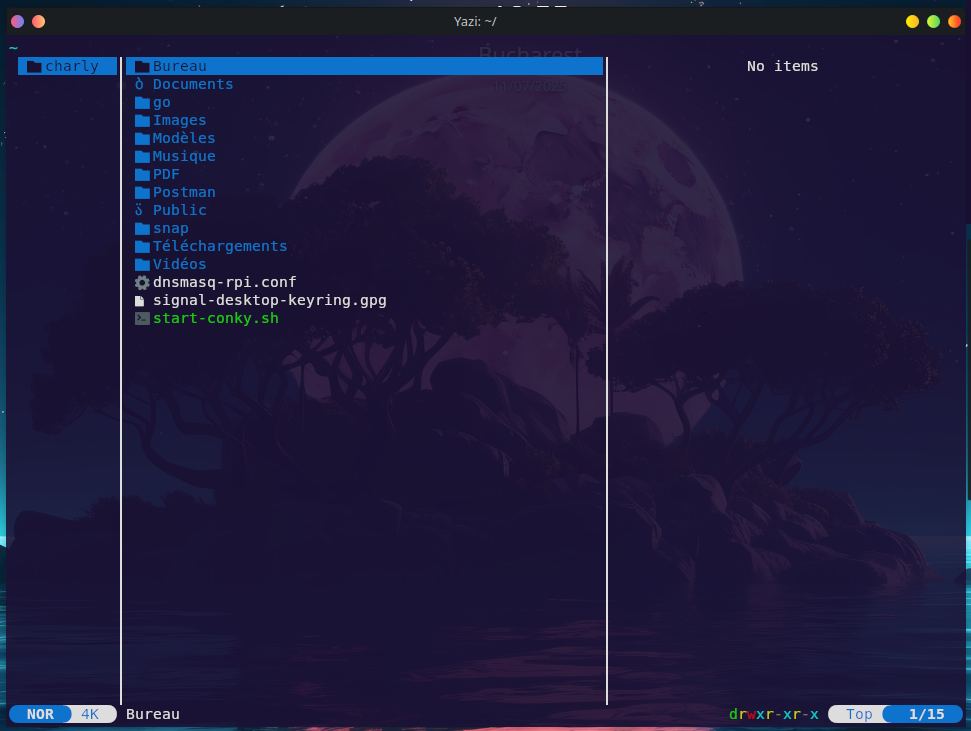 Yazi: ~/
~
Bucharest
11/07/2025
charly
Bureau
No items
Documents
go
Images
Modèles
Musique
PDF
Postman
Public
snap
Téléchargements
Vidéos
dnsmasq-rpi.conf
signal-desktop-keyring.gpg
start-conky.sh
NOR 4K Bureau drwxr-xr-x Top 1/15